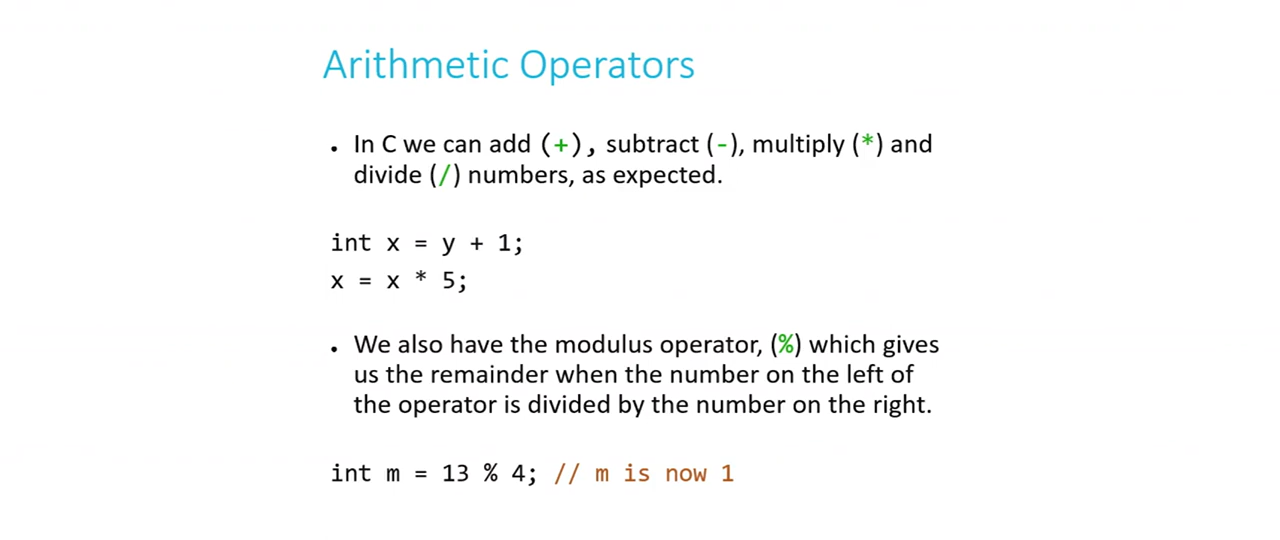 Arithmetic Operators
• In C we can add (+), subtract (-), multiply (*) and
divide (/) numbers, as expected.
int x = y + 1;
x = x * 5;
• We also have the modulus operator, (%) which gives
us the remainder when the number on the left of
the operator is divided by the number on the right.
int m = 13 % 4; // m is now 1